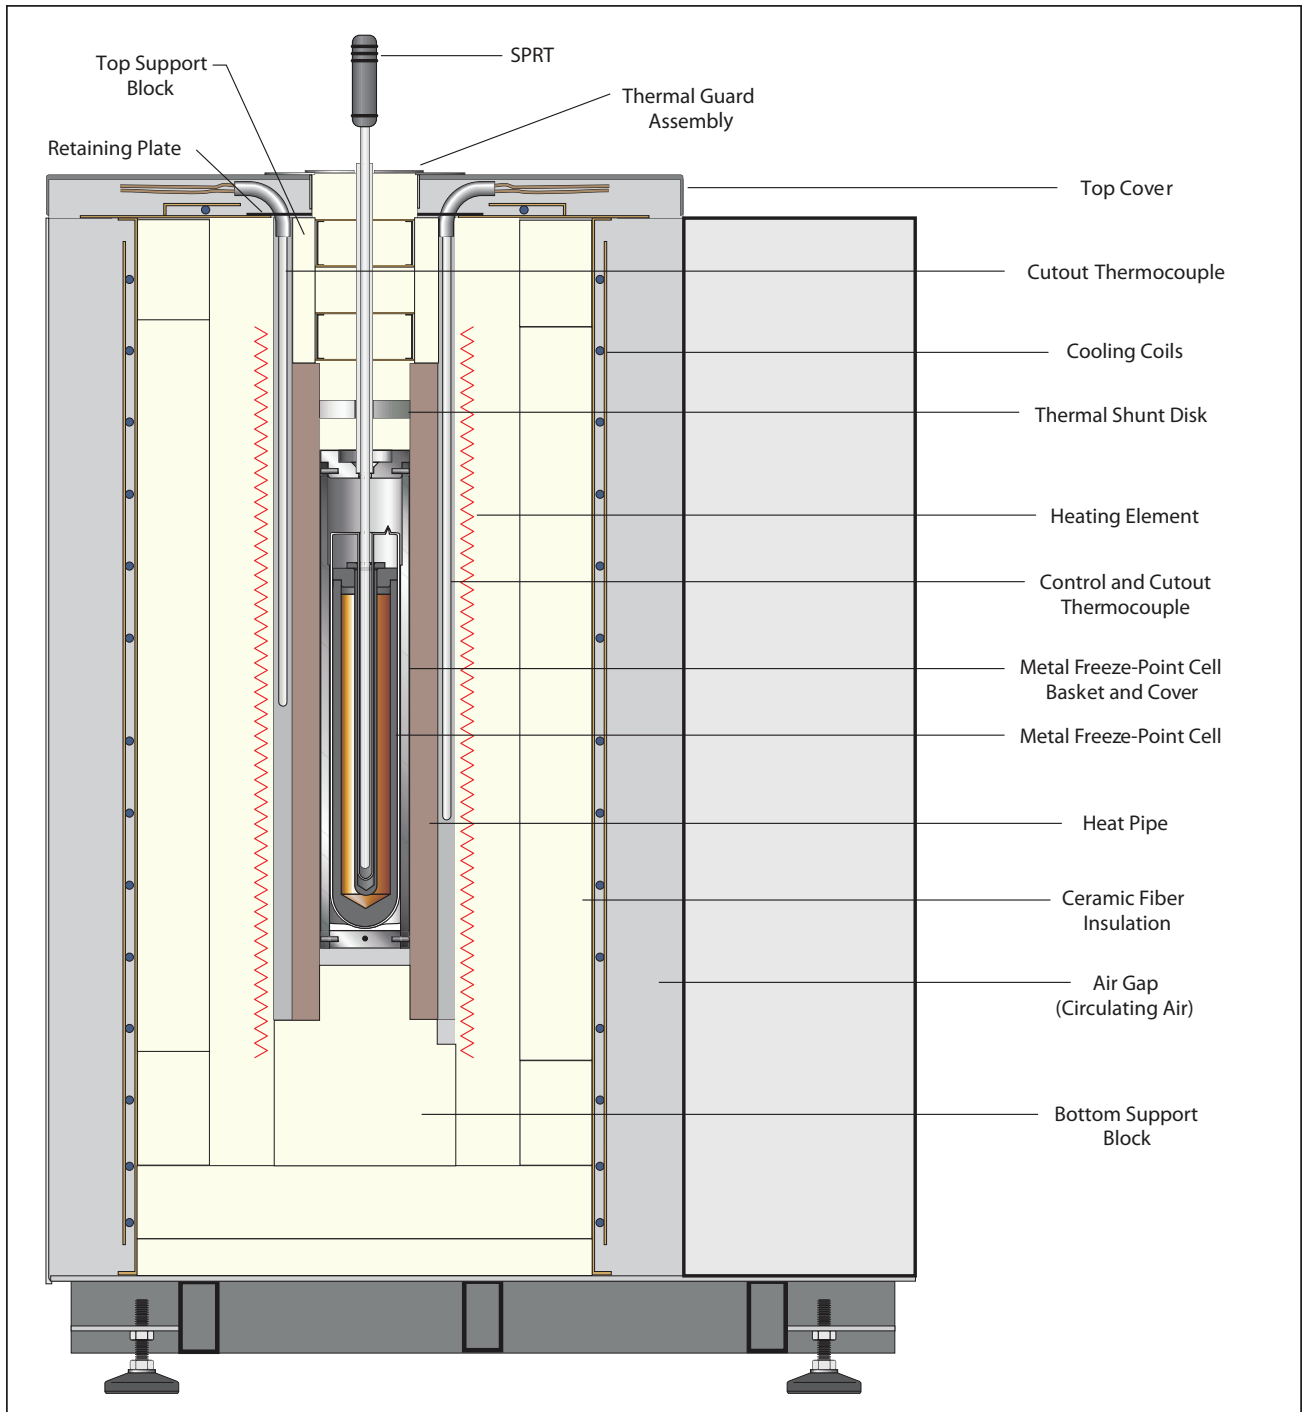 SPRT
Top Support
Block
Thermal Guard
Assembly
Retaining Plate
Top Cover
Cutout Thermocouple
Cooling Coils
Thermal Shunt Disk
Heating Element
Control and Cutout
Thermocouple
Metal Freeze-Point Cell
Basket and Cover
Metal Freeze-Point Cell
Heat Pipe
Ceramic Fiber
Insulation
Air Gap
(Circulating Air)
Bottom Support
Block